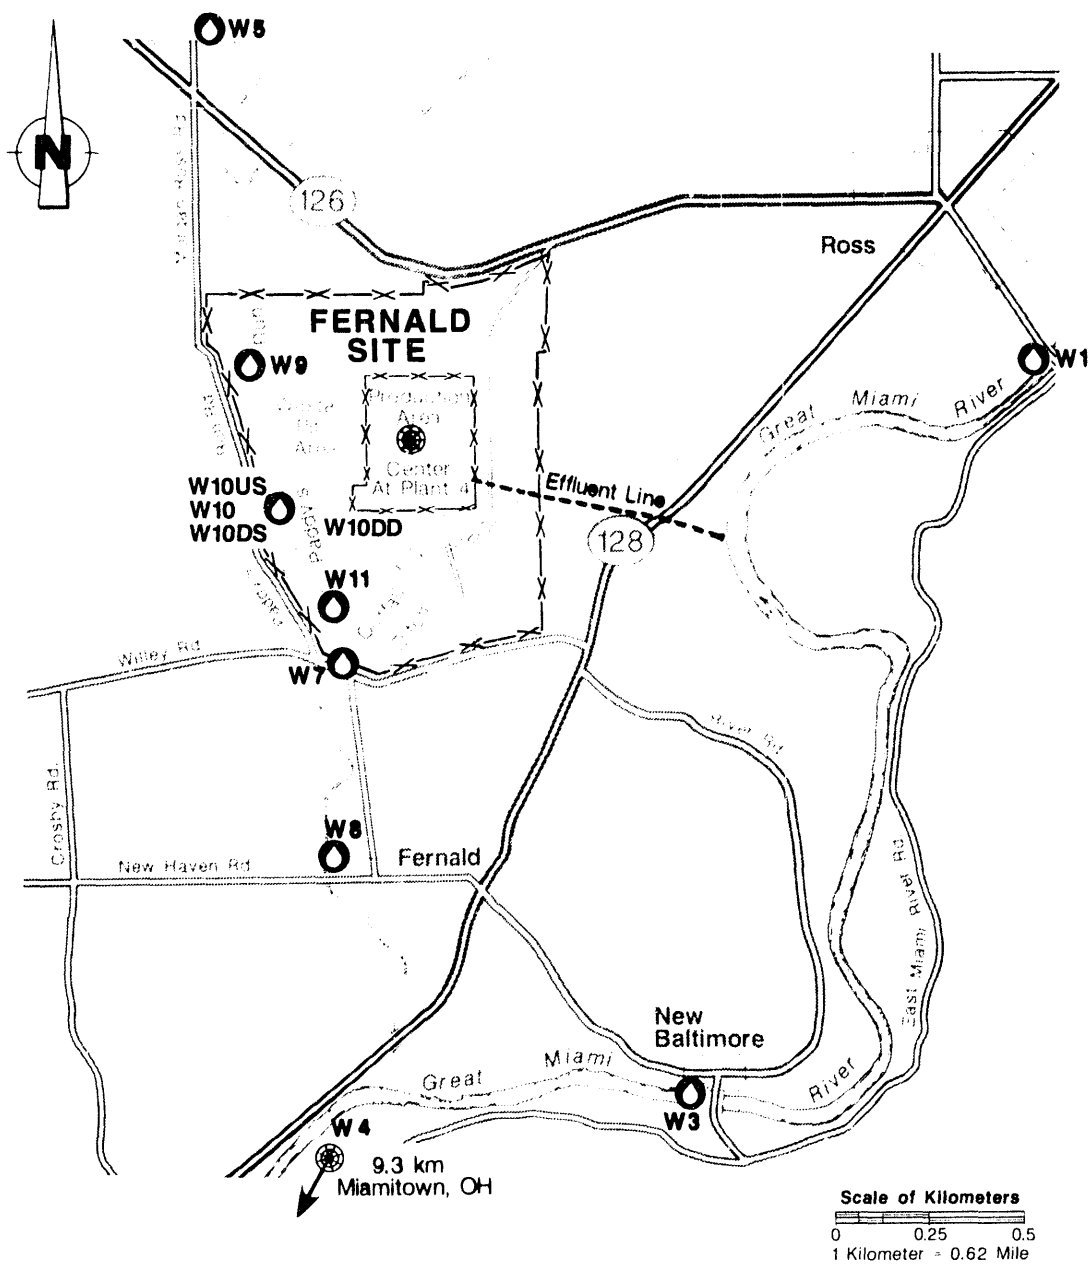 W5
N
126
Ross
FERNALD
SITE
W1
Great Miami River
W9
Production
Area
Center
At Plant 4
Area
W10US
W10
W10DS
W10DD
Paddys
Effluent Line
128
W11
Willey Rd
W7
River Rd
Crosby Rd.
W8
New Haven Rd
Fernald
East Miami River Rd
New
Baltimore
Great Miami River
W3
W4
9.3 km
Miamitown, OH
Scale of Kilometers
0 0.25 0.5
1 Kilometer = 0.62 Mile